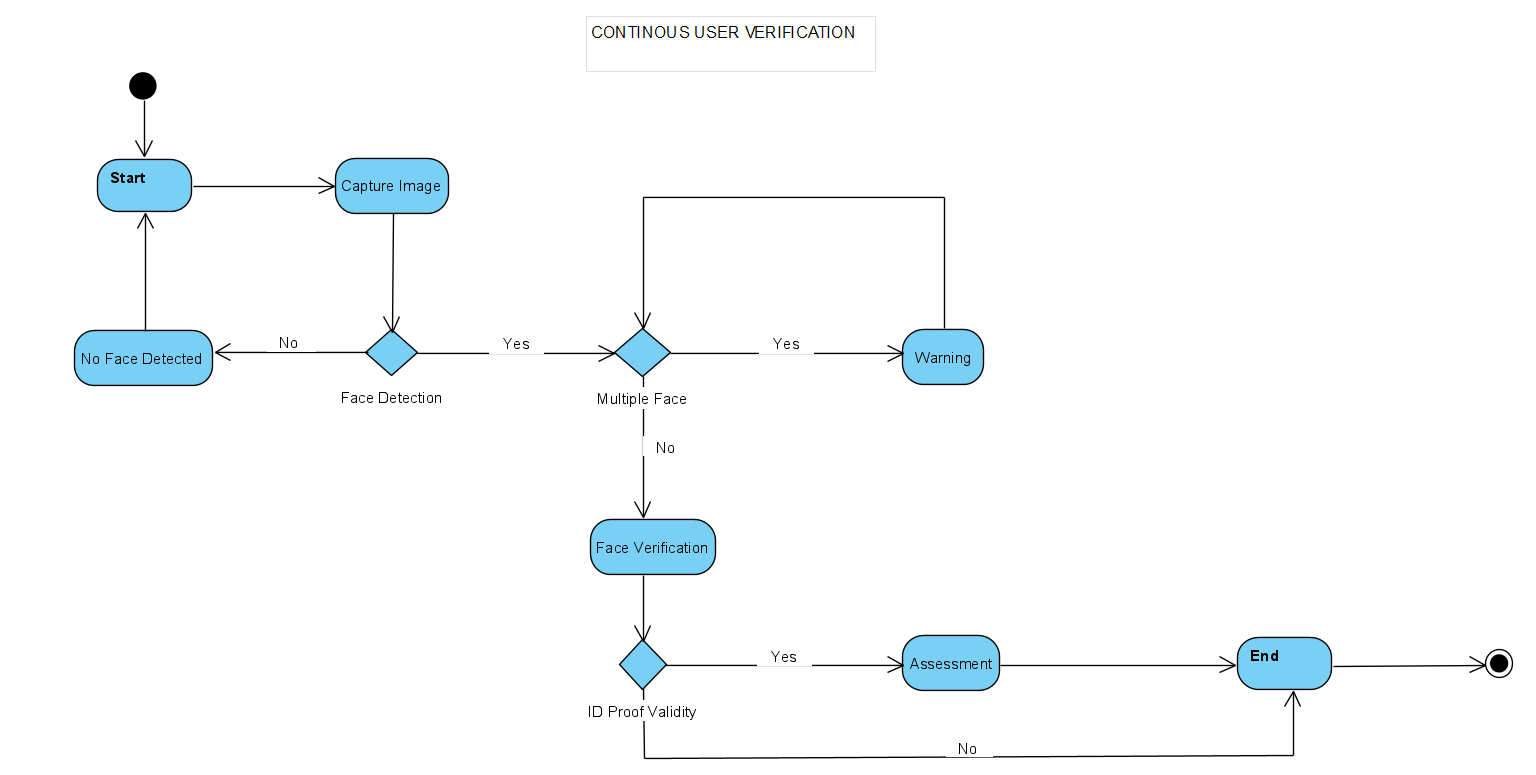 CONTINOUS USER VERIFICATION
Start
Capture Image
No Face Detected
No
Face Detection
Yes
Multiple Face
Yes
Warning
No
Face Verification
ID Proof Validity
Yes
Assessment
End
No